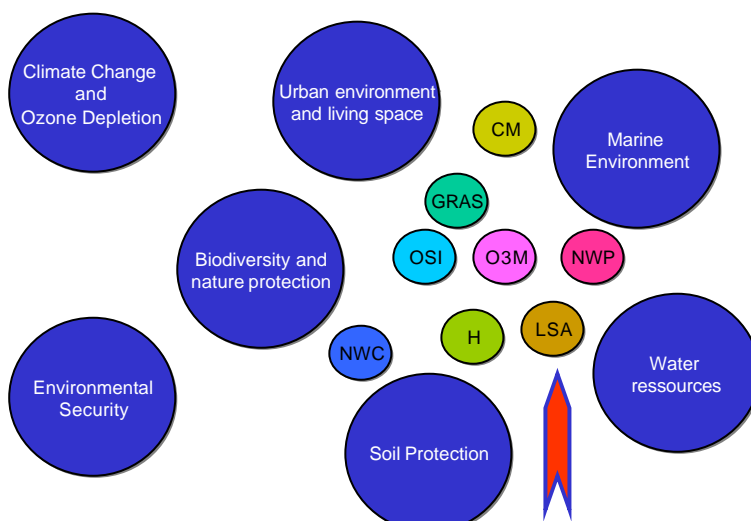 Climate Change
and
Ozone Depletion
Urban environment
and living space
CM
Marine
Environment
GRAS
Biodiversity and
nature protection
OSI
O3M
NWP
NWC
H
LSA
Environmental
Security
Water
ressources
Soil Protection